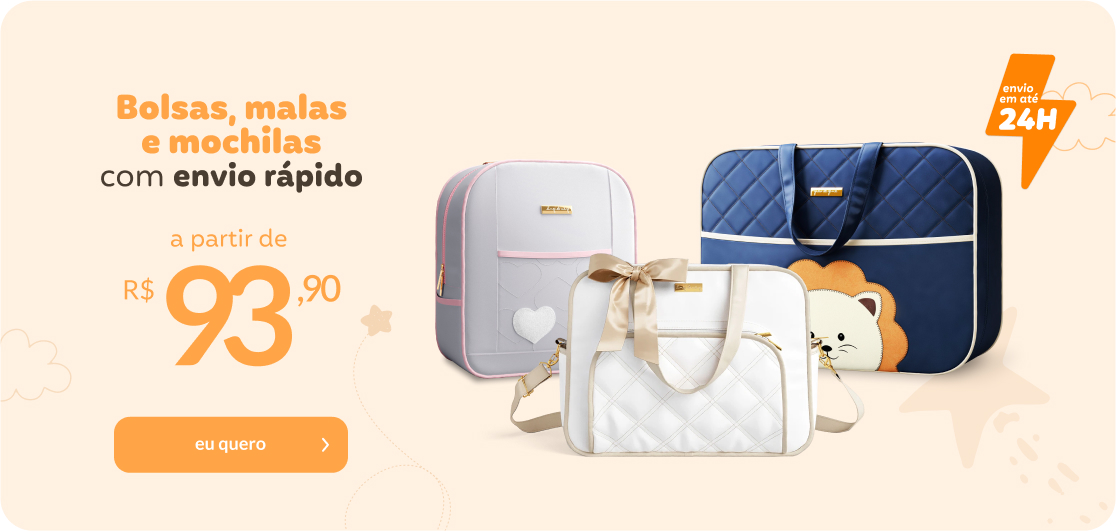 Bolsas, malas
e mochilas
com envio rápido
a partir de
R$ 93,90
eu quero
envio
em até
24H